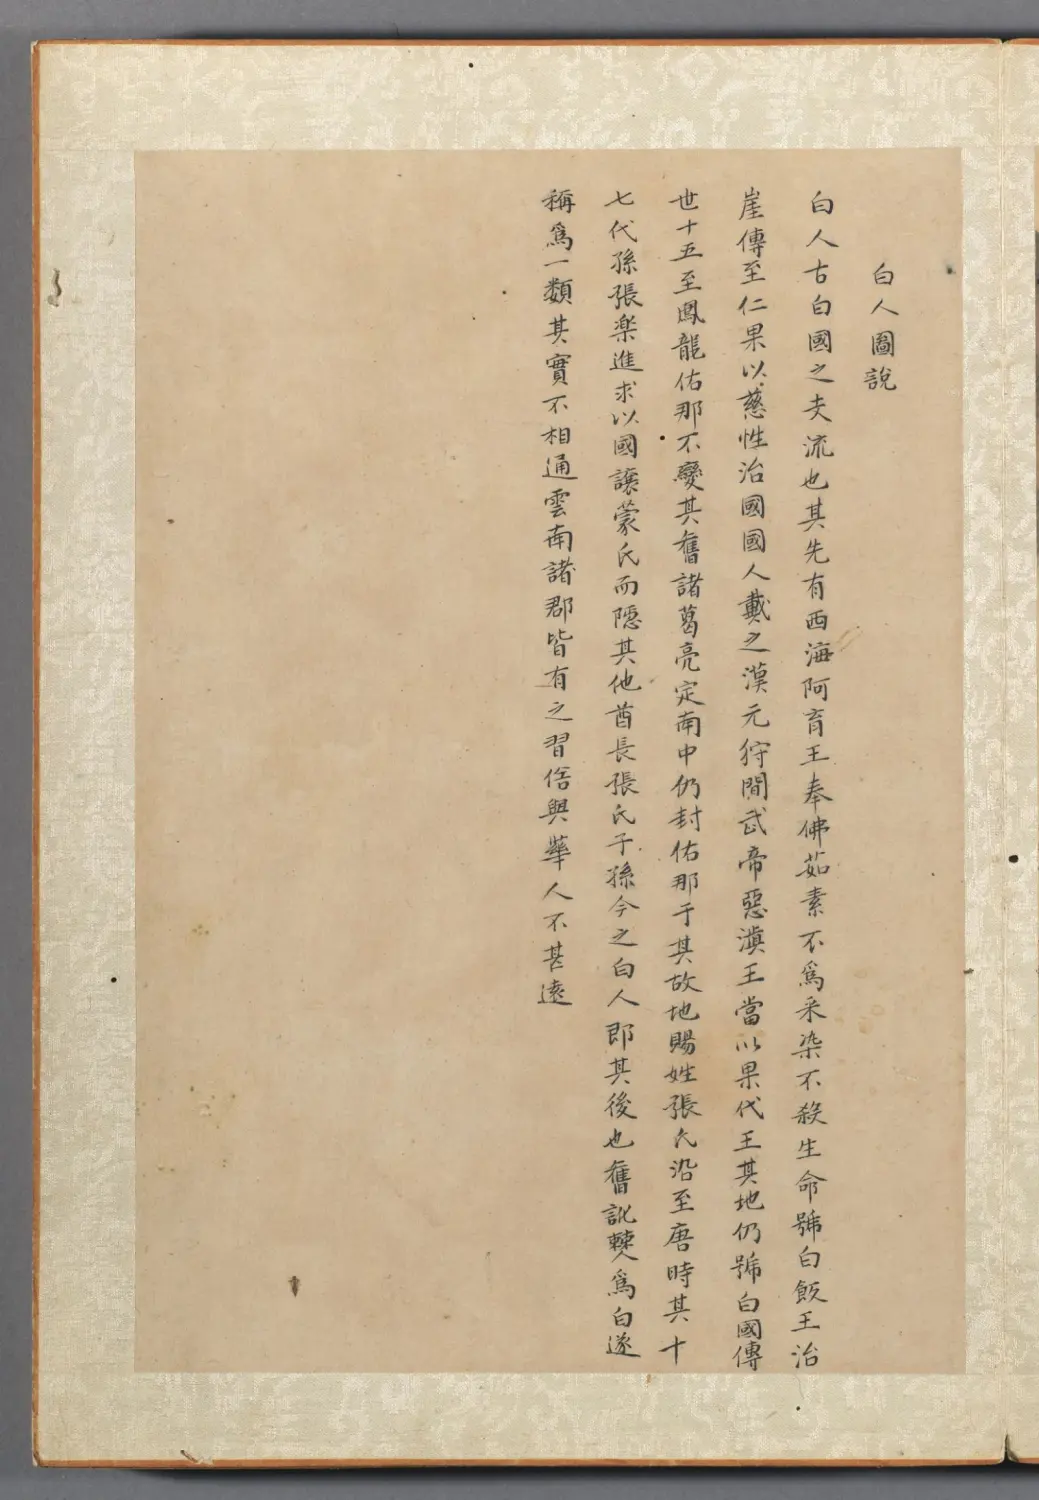 白人圖說
白人古白國之支流也其先有西海阿育王奉佛茹素不爲采染不殺生命號白飯王治
崖傳至仁果以慈性治國國人戴之漢元狩間武帝惡滇王當以果代王其地仍號白國傳
世十五至鳳龍佑那不變其舊諸葛亮定南中仍封佑那于其故地賜姓張氏沿至唐時其十
七代孫張樂進求以國讓蒙氏而隱其他酋長張氏子孫今之白人即其後也舊訛僰爲白遂
稱爲一類其實不相通雲南諸郡皆有之習俗與華人不甚遠